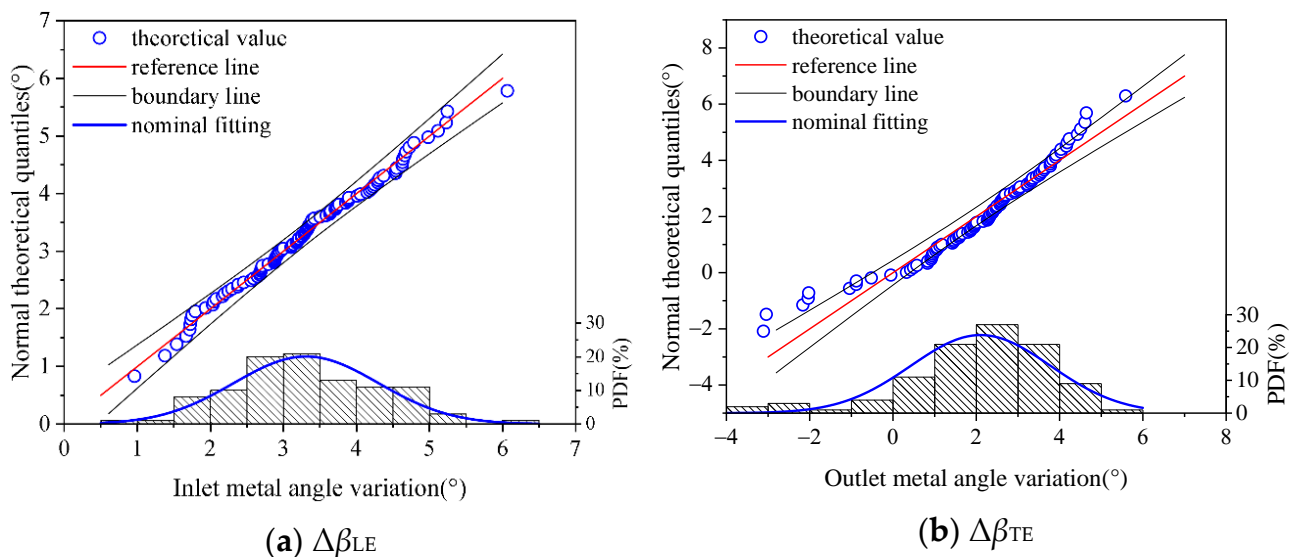 7
6
5
4
3
2
1
0
Normal theoretical quantiles(°)
theoretical value
reference line
boundary line
nominal fitting
30
20
10
0
PDF(%)
0 1 2 3 4 5 6 7
Inlet metal angle variation(°)
(a) ΔβLE
8
6
4
2
0
−2
−4
Normal theoretical quantiles(°)
theoretical value
reference line
boundary line
nominal fitting
30
20
10
0
PDF(%)
−4 −2 0 2 4 6 8
Outlet metal angle variation(°)
(b) ΔβTE